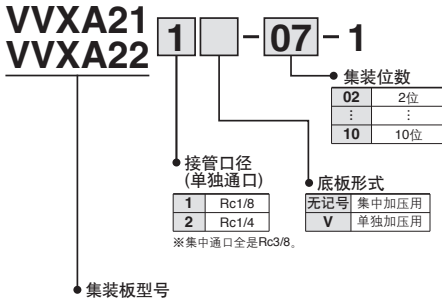 VVXA21
VVXA22 1 - 07 - 1
集装位数
02 2位
⋮ ⋮
10 10位
接管口径
(单独通口)
1 Rc1/8
2 Rc1/4
※集中通口全是Rc3/8。
底板形式
无记号 集中加压用
V 单独加压用
集装板型号